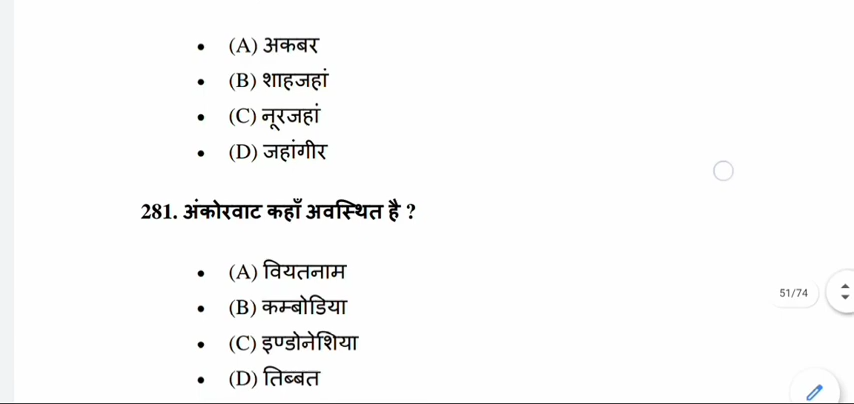 • (A) अकबर
• (B) शाहजहां
• (C) नूरजहां
• (D) जहांगीर
281. अंकोरवाट कहाँ अवस्थित है ?
• (A) वियतनाम
51/74
• (B) कम्बोडिया
• (C) इण्डोनेशिया
• (D) तिब्बत